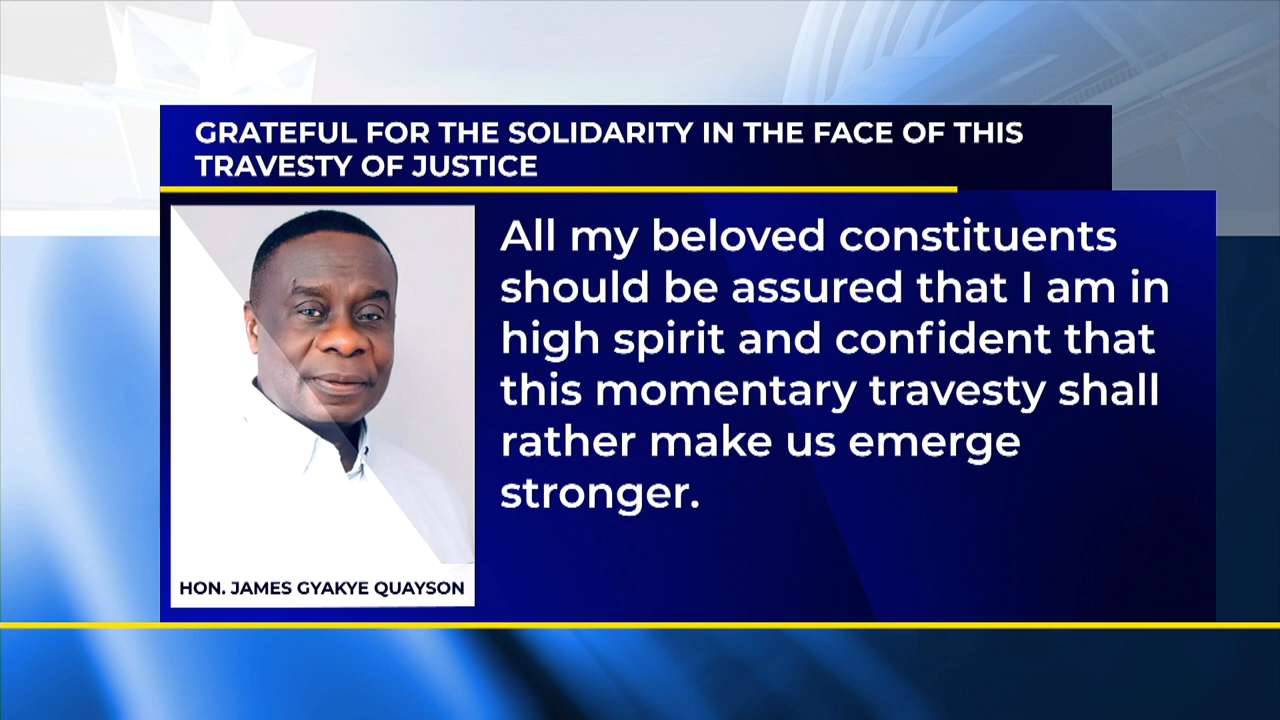 GRATEFUL FOR THE SOLIDARITY IN THE FACE OF THIS
TRAVESTY OF JUSTICE
All my beloved constituents
should be assured that I am in
high spirit and confident that
this momentary travesty shall
rather make us emerge
stronger.
HON. JAMES GYAKYE QUAYSON